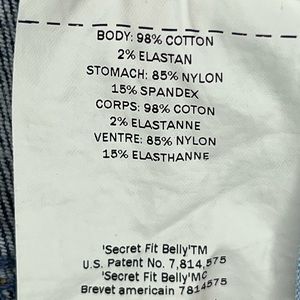 BODY: 98% COTTON
2% ELASTAN
STOMACH: 85% NYLON
15% SPANDEX
CORPS: 98% COTON
2% ELASTANNE
VENTRE: 85% NYLON
15% ELASTHANNE
'Secret Fit Belly'TM
U.S. Patent No. 7,814,575
'Secret Fit Belly'MC
Brevet americain 7814575